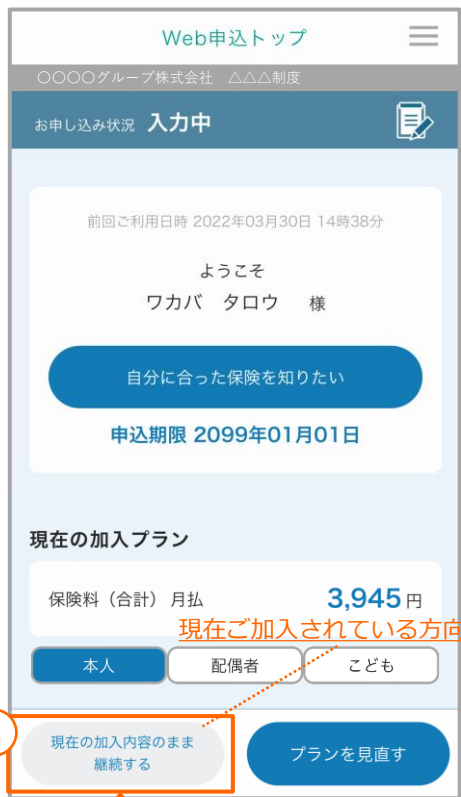 Web申込トップ
〇〇〇〇グループ株式会社 △△△制度
お申し込み状況 入力中
前回ご利用日時 2022年03月30日 14時38分
ようこそ
ワカバ タロウ 様
自分に合った保険を知りたい
申込期限 2099年01月01日
現在の加入プラン
保険料（合計）月払 3,945円
現在ご加入されている方向
本人 配偶者 こども
現在の加入内容のまま
継続する
プランを見直す